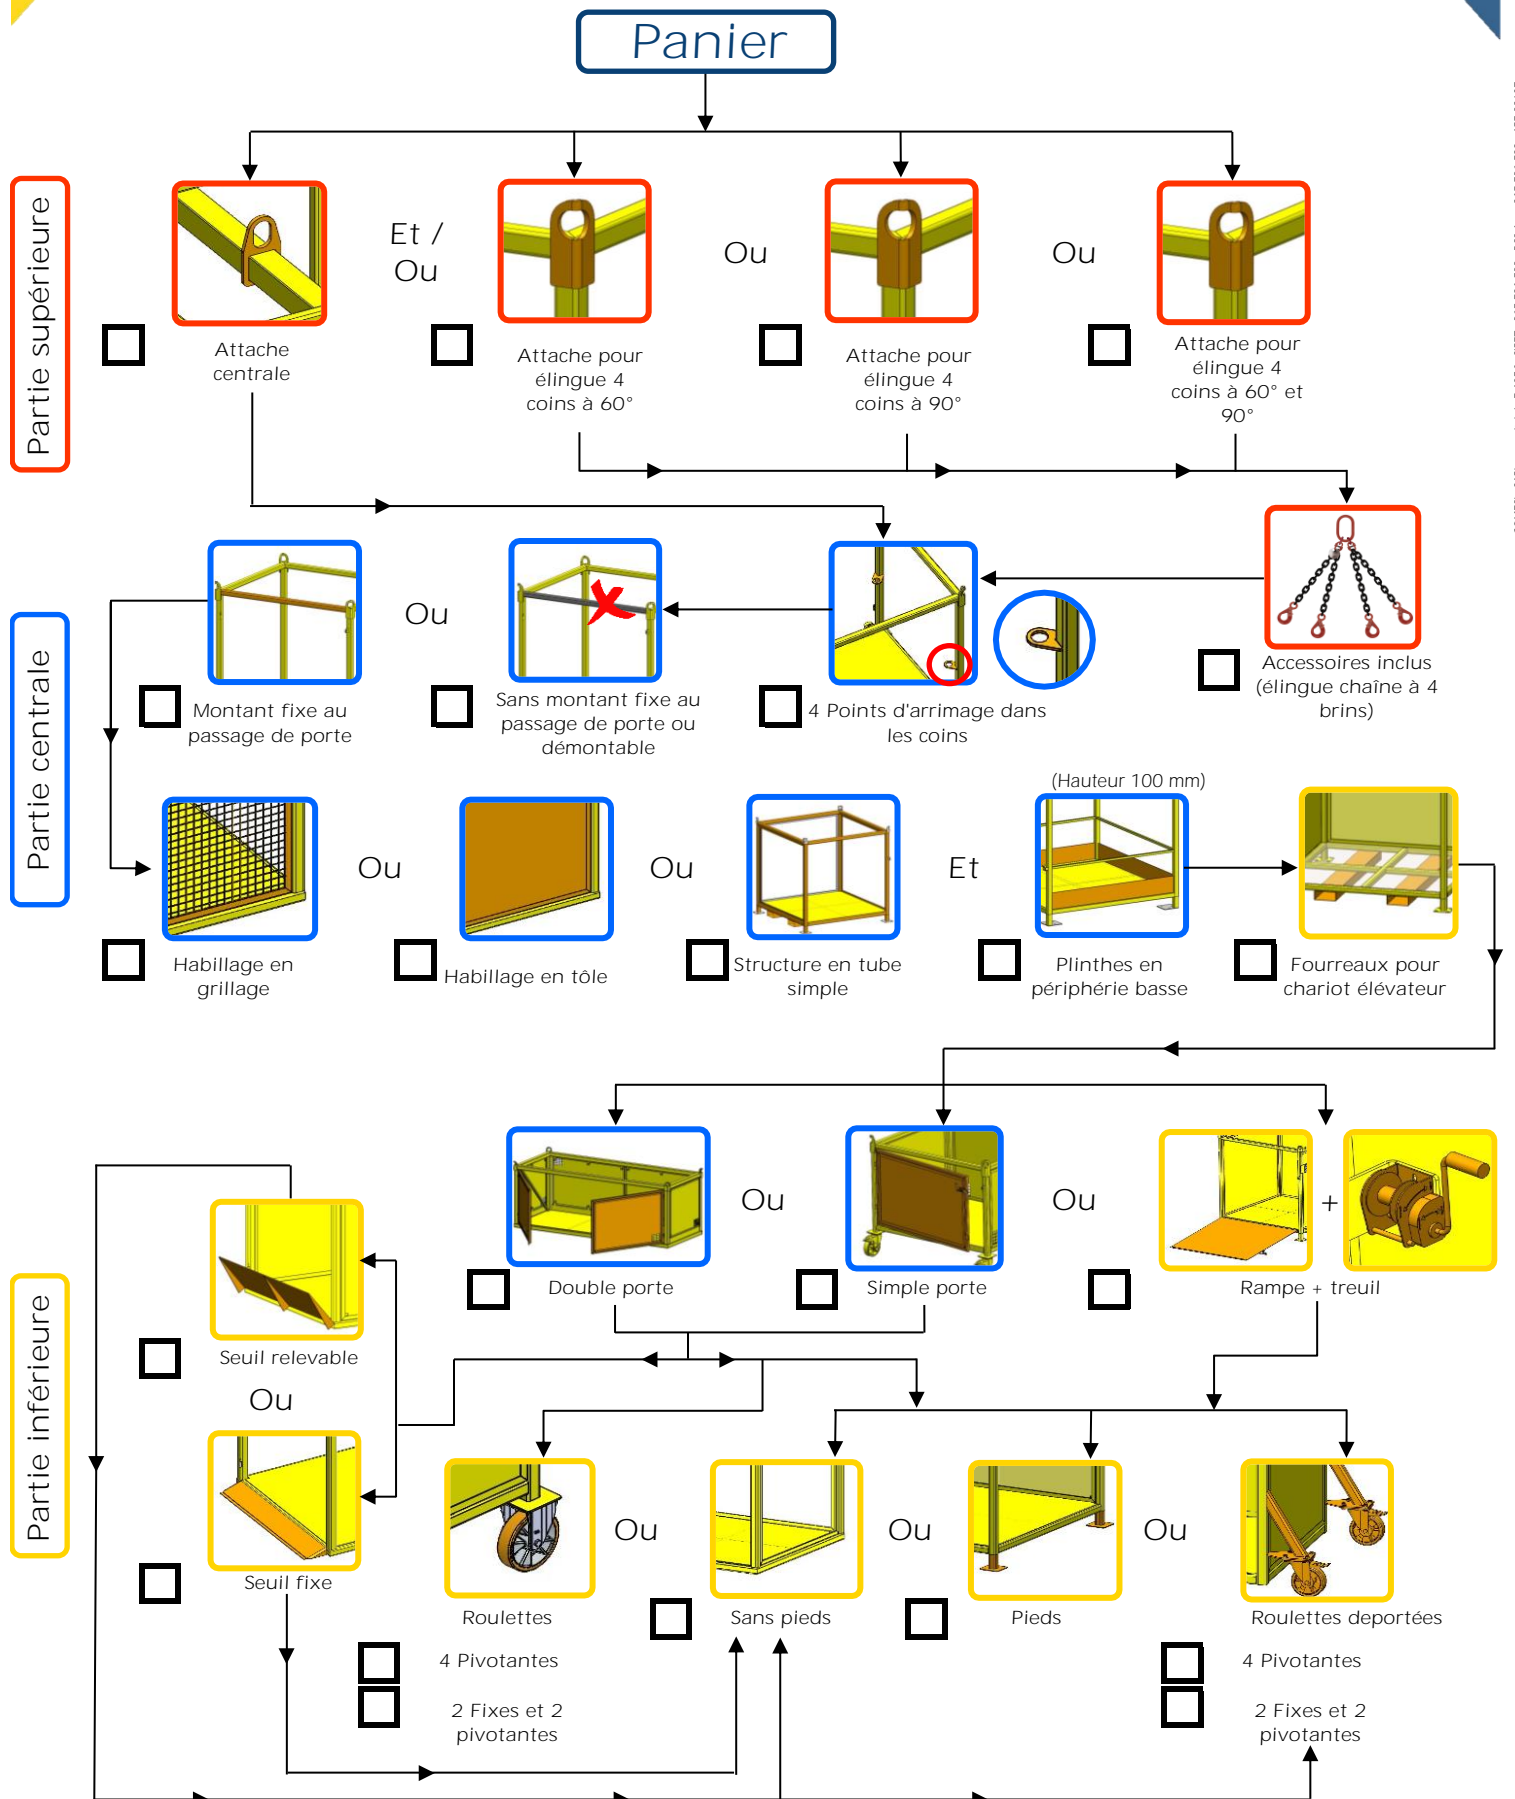 Panier
Partie supérieure
Et /
Ou
Ou
Ou
Attache
centrale
Attache pour
élingue 4
coins à 60°
Attache pour
élingue 4
coins à 90°
Attache pour
élingue 4
coins à 60° et
90°
Partie centrale
Ou
Montant fixe au
passage de porte
Sans montant fixe au
passage de porte ou
démontable
4 Points d'arrimage dans
les coins
Accessoires inclus
(élingue chaîne à 4
brins)
(Hauteur 100 mm)
Ou
Ou
Et
Habillage en
grillage
Habillage en tôle
Structure en tube
simple
Plinthes en
périphérie basse
Fourreaux pour
chariot élévateur
Partie inférieure
Ou
Ou
+
Double porte
Simple porte
Rampe + treuil
Seuil relevable
Ou
Seuil fixe
Ou
Ou
Ou
Roulettes
Sans pieds
Pieds
Roulettes deportées
4 Pivotantes
2 Fixes et 2
pivotantes
4 Pivotantes
2 Fixes et 2
pivotantes